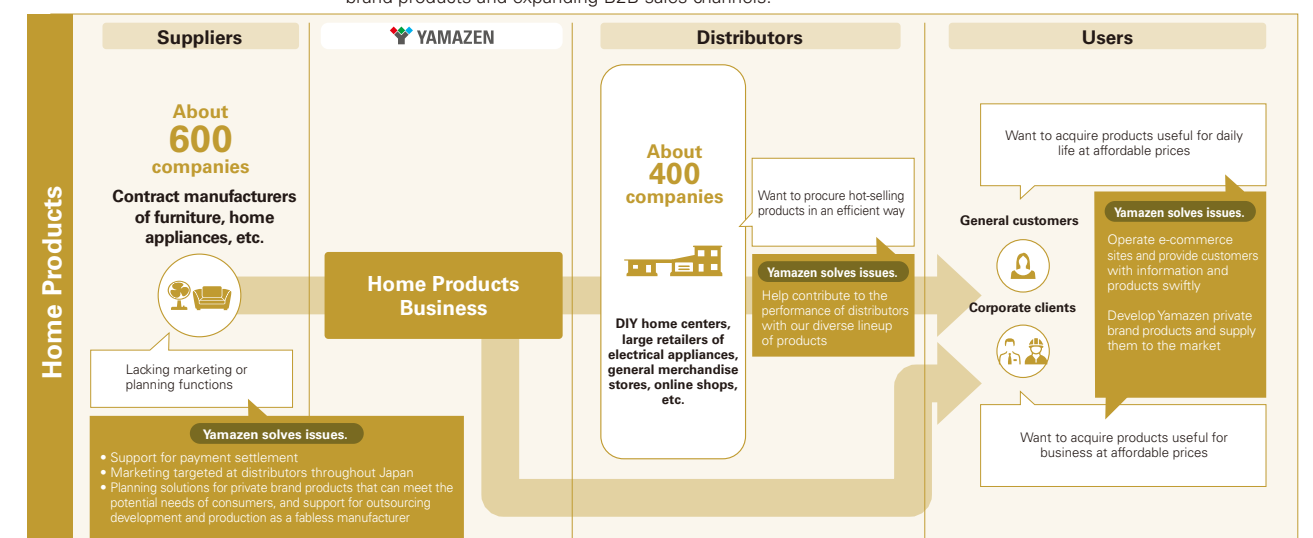 brand products and expanding B2B sales channels.
Home Products
Suppliers
YAMAZEN
Distributors
Users
About
600
companies
Contract manufacturers
of furniture, home
appliances, etc.
Lacking marketing or
planning functions
Yamazen solves issues.
• Support for payment settlement
• Marketing targeted at distributors throughout Japan
• Planning solutions for private brand products that can meet the
potential needs of consumers, and support for outsourcing
development and production as a fabless manufacturer
Home Products
Business
About
400
companies
DIY home centers,
large retailers of
electrical appliances,
general merchandise
stores, online shops,
etc.
Want to procure hot-selling
products in an efficient way
Yamazen solves issues.
Help contribute to the
performance of distributors
with our diverse lineup
of products
Want to acquire products useful for daily
life at affordable prices
General customers
Corporate clients
Yamazen solves issues.
Operate e-commerce
sites and provide customers
with information and
products swiftly
Develop Yamazen private
brand products and supply
them to the market
Want to acquire products useful for
business at affordable prices